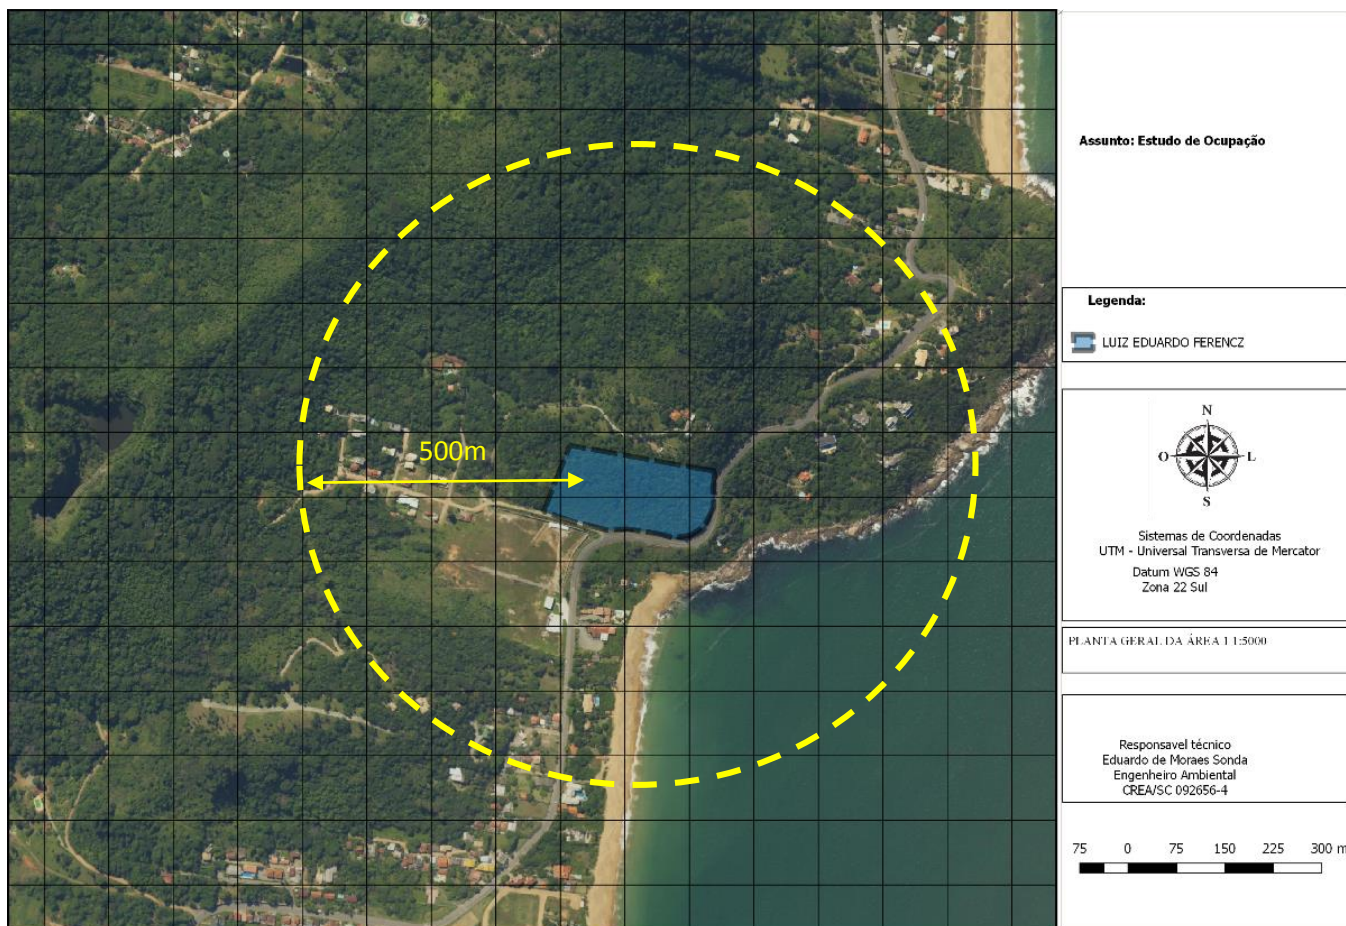 500m
Assunto: Estudo de Ocupação
Legenda:
LUIZ EDUARDO FERENCZ
N
O L
S
Sistemas de Coordenadas
UTM - Universal Transversa de Mercator
Datum WGS 84
Zona 22 Sul
PLANTA GERAL DA ÁREA 1 1:5000
Responsavel técnico
Eduardo de Moraes Sonda
Engenheiro Ambiental
CREA/SC 092656-4
75 0 75 150 225 300 m